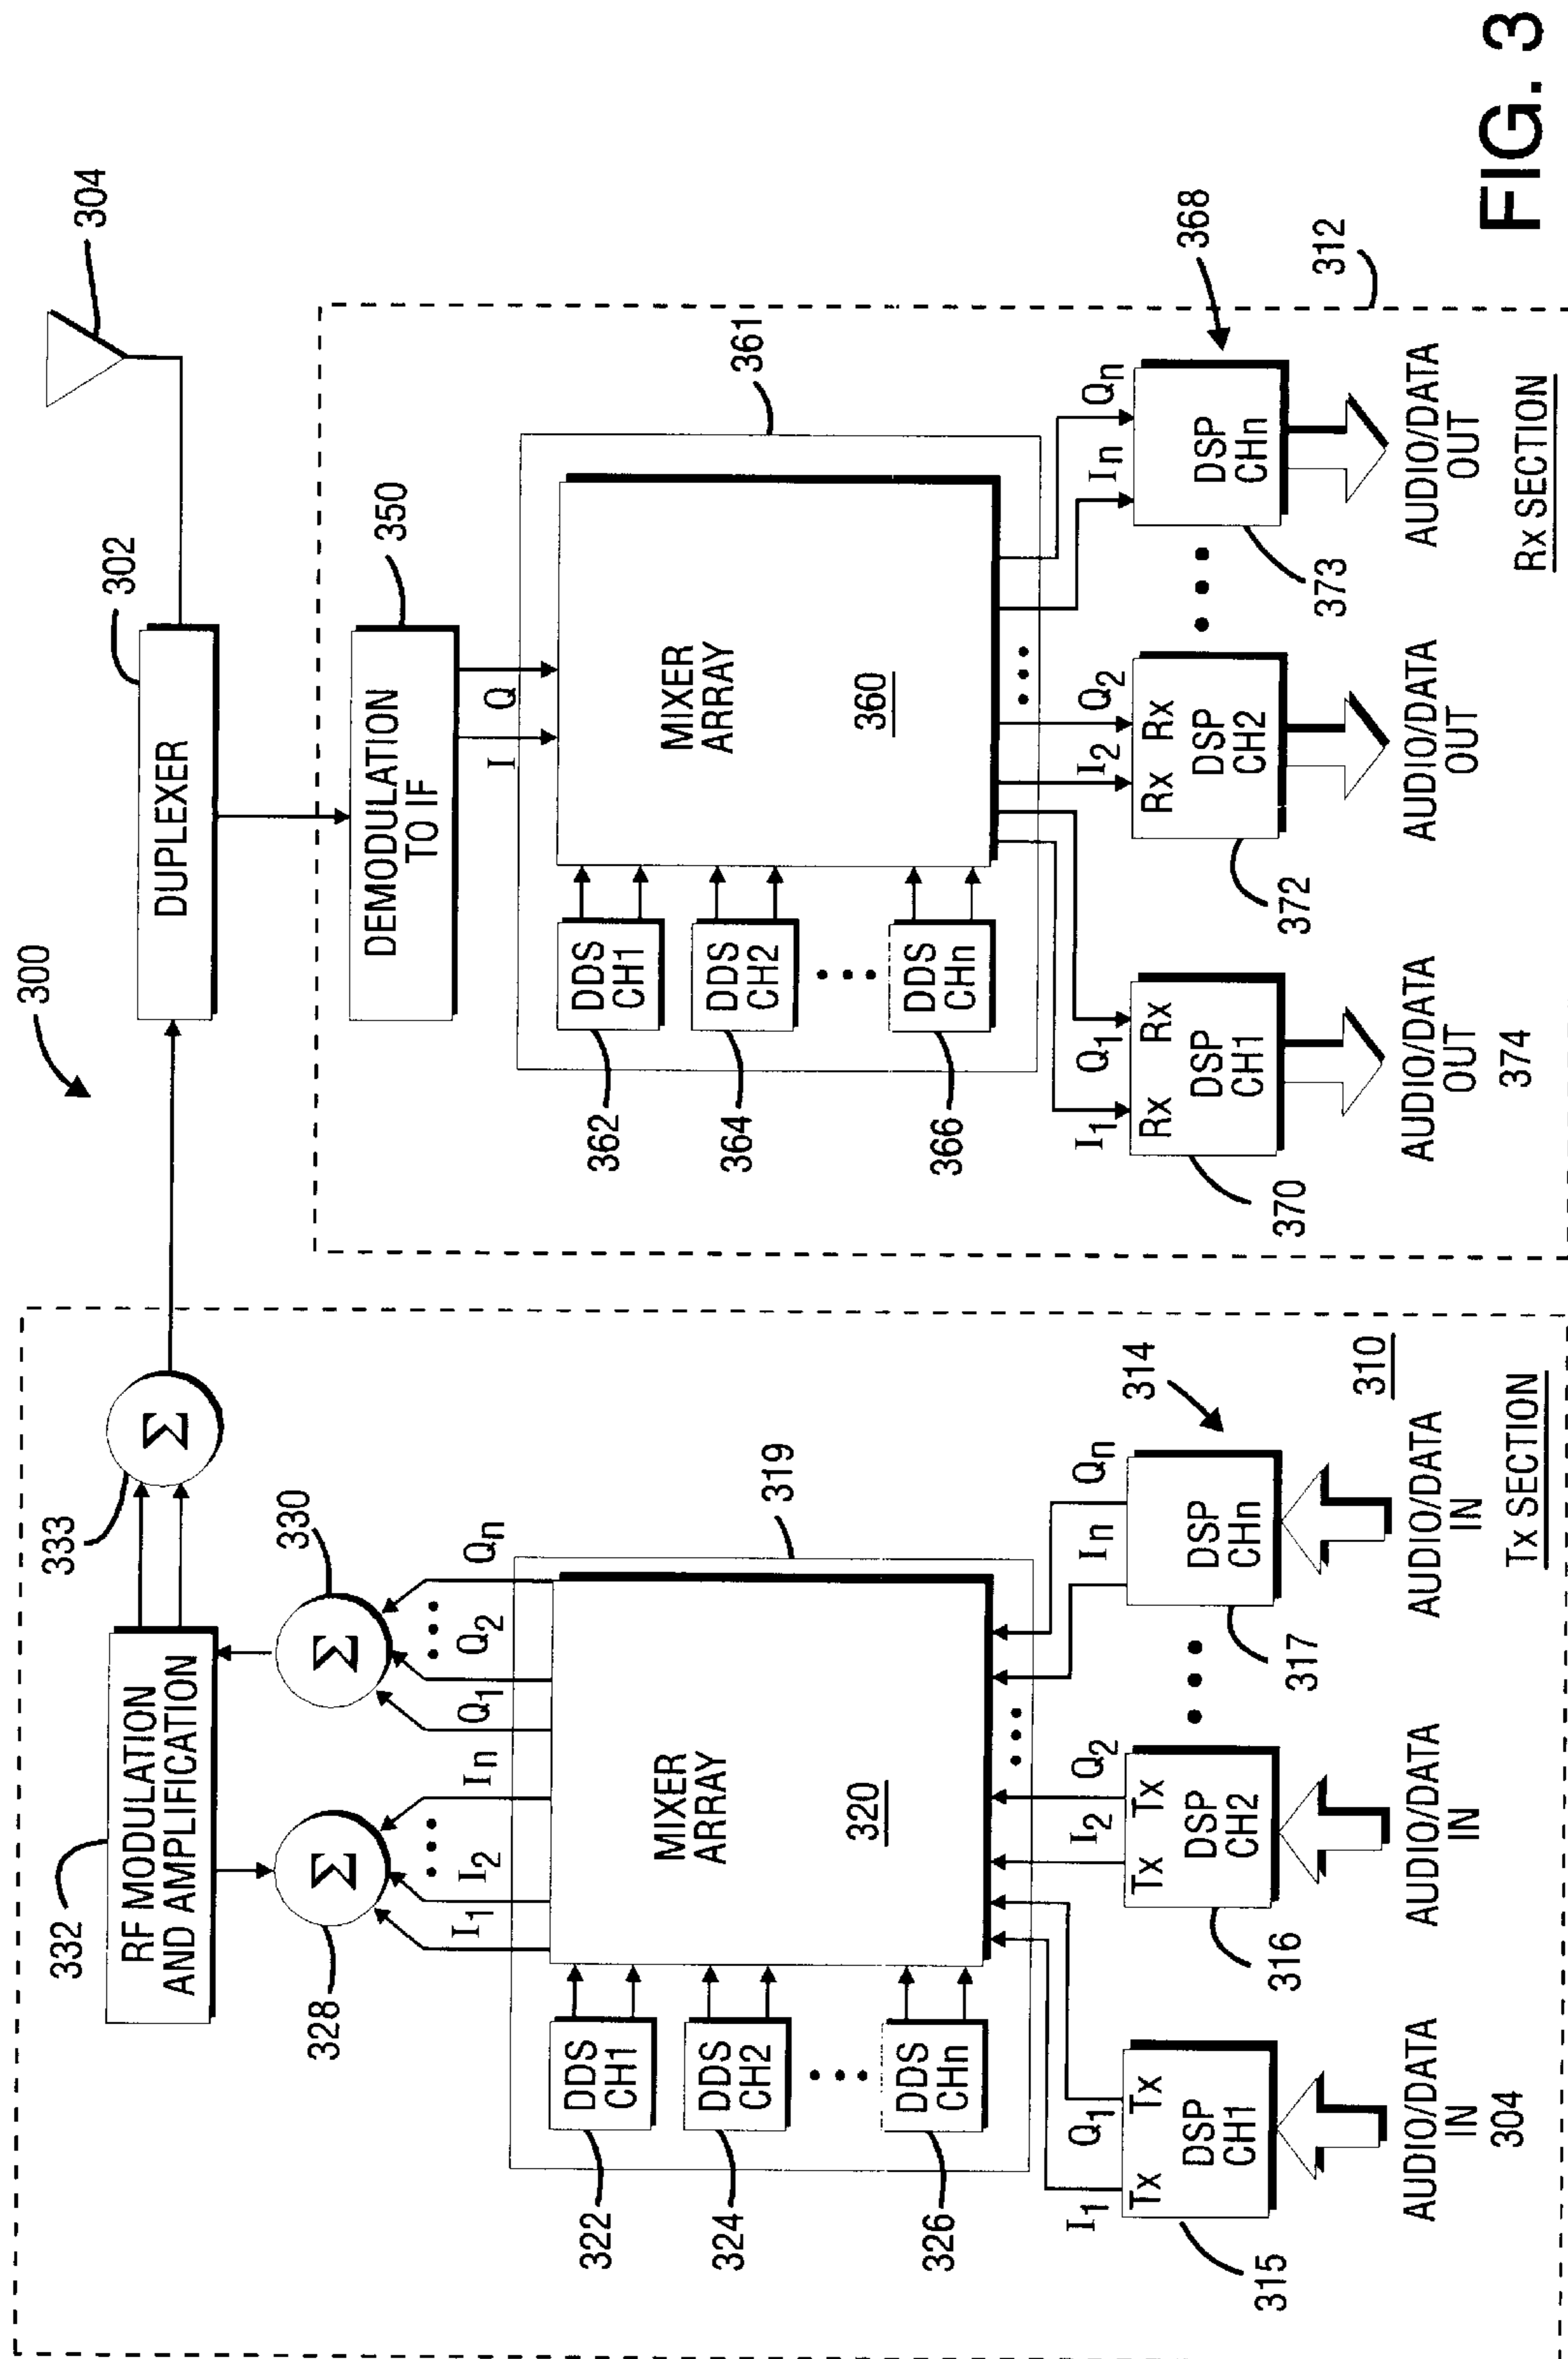 300
304
302
DUPLEXER
333
Σ
332
RF MODULATION
AND AMPLIFICATION
328
Σ
330
Σ
I1 I2 In Q1 Q2 Qn
319
322
DDS
CH1
324
DDS
CH2
326
DDS
CHn
MIXER
ARRAY
320
I1 Q1 I2 Q2 In Qn
314
315
Tx Tx
DSP
CH1
316
Tx Tx
DSP
CH2
317
DSP
CHn
310
AUDIO/DATA
IN
304
AUDIO/DATA
IN
AUDIO/DATA
IN
Tx SECTION
350
DEMODULATION
TO IF
I Q
361
362
DDS
CH1
364
DDS
CH2
366
DDS
CHn
MIXER
ARRAY
360
I1 Q1 I2 Q2 In Qn
368
312
370
Rx Rx
DSP
CH1
372
Rx Rx
DSP
CH2
373
DSP
CHn
AUDIO/DATA
OUT
374
AUDIO/DATA
OUT
AUDIO/DATA
OUT
Rx SECTION
FIG. 3